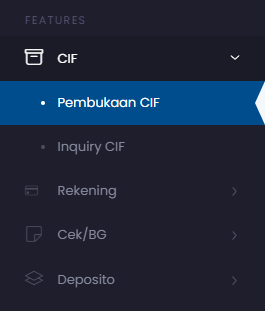 FEATURES
CIF
Pembukaan CIF
Inquiry CIF
Rekening
Cek/BG
Deposito